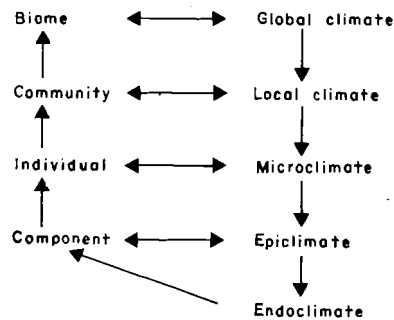 Biome Global climate
Community Local climate
Individual Microclimate
Component Epiclimate
Endoclimate